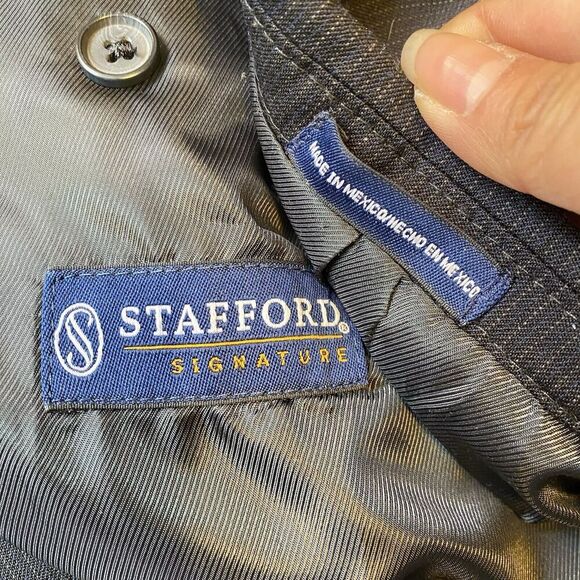 MADE IN MEXICO/HECHO EN MEXICO
S STAFFORD®
SIGNATURE